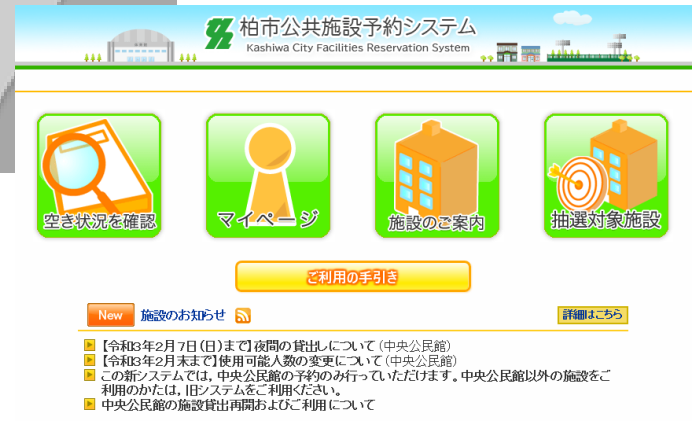 柏市公共施設予約システム
Kashiwa City Facilities Reservation System
空き状況を確認
マイページ
施設のご案内
抽選対象施設
ご利用の手引き
New 施設のお知らせ 詳細はこちら
【令和3年2月7日(日)まで】夜間の貸出しについて(中央公民館)
【令和3年2月末まで】使用可能人数の変更について(中央公民館)
この新システムでは,中央公民館の予約のみ行っていただけます。中央公民館以外の施設をご
利用のかたは,旧システムをご利用ください。
中央公民館の施設貸出再開およびご利用について